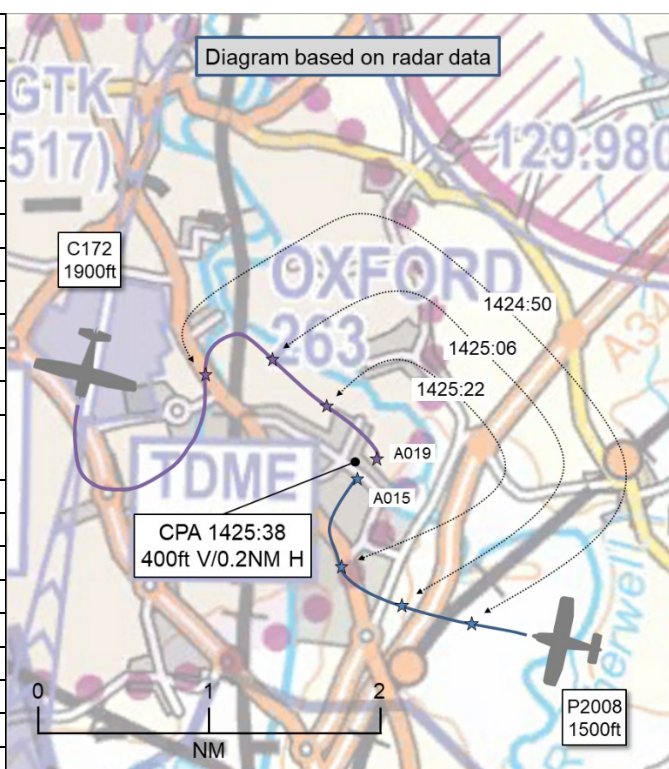 Diagram based on radar data
GTK
517)
129.980
C172
1900ft
OXFORD
263
1424:50
1425:06
A34
1425:22
A019
TDME
A015
CPA 1425:38
400ft V/0.2NM H
herwell
0 1 2
NM
P2008
1500ft